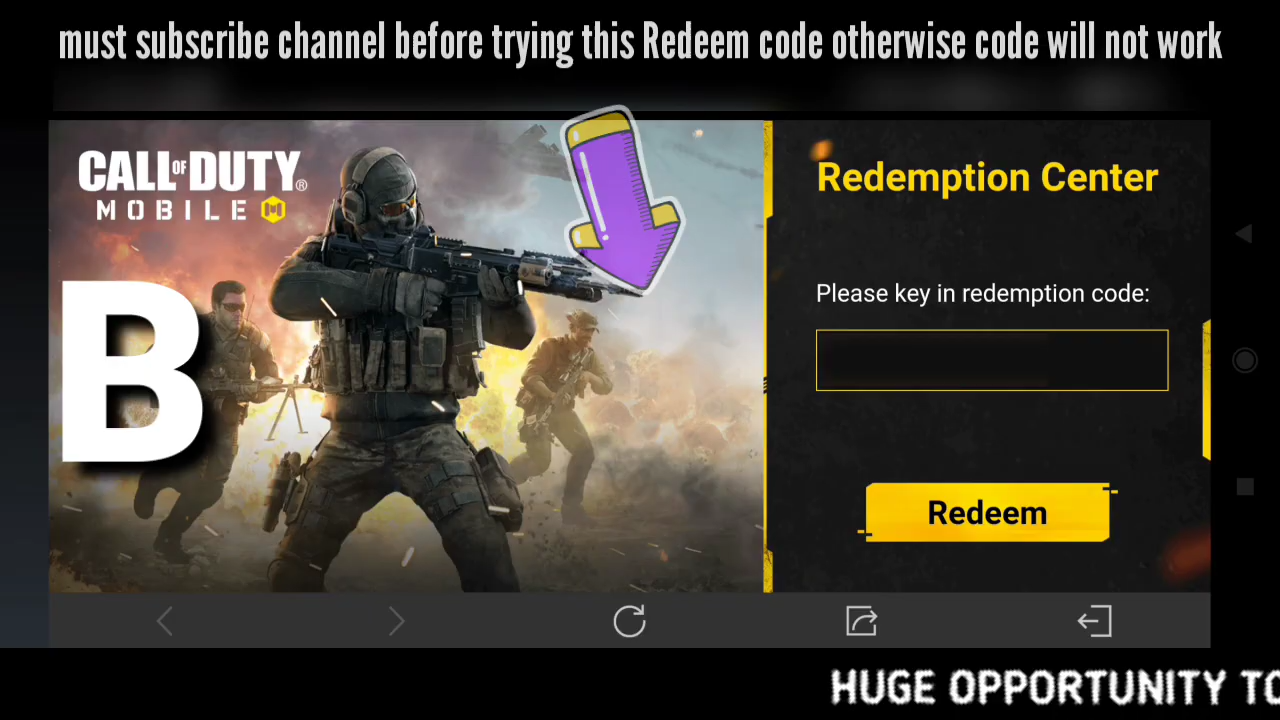 must subscribe channel before trying this Redeem code otherwise code will not work
CALL OF DUTY®
MOBILE
B
Redemption Center
Please key in redemption code:
Redeem
HUGE OPPORTUNITY TO